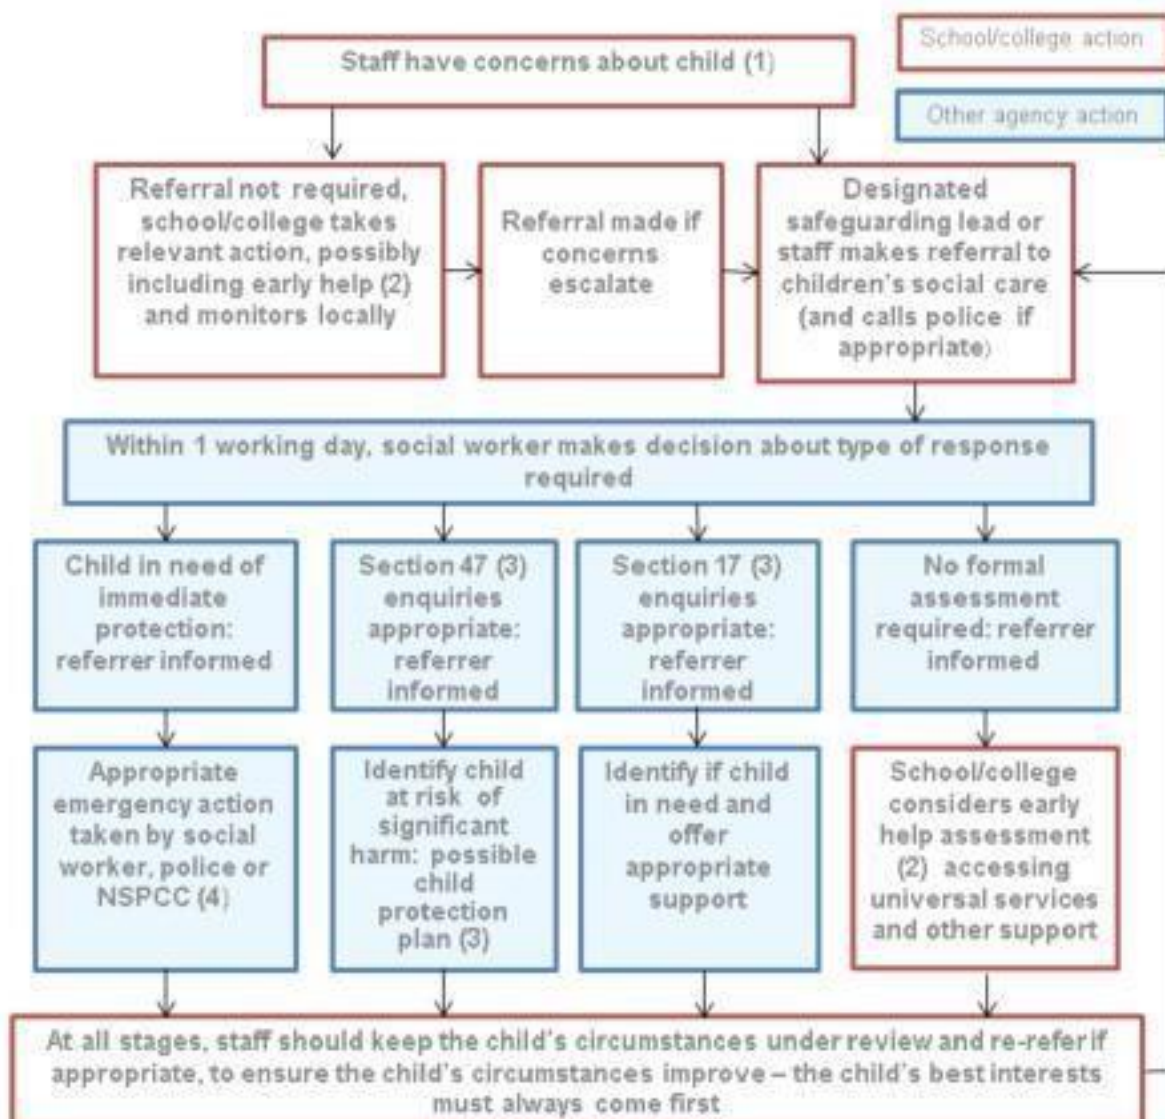 School/college action
Staff have concerns about child (1)
Other agency action
Referral not required,
school/college takes
relevant action, possibly
including early help (2)
and monitors locally
Referral made if
concerns
escalate
Designated
safeguarding lead or
staff makes referral to
children's social care
(and calls police if
appropriate)
Within 1 working day, social worker makes decision about type of response
required
Child in need of
immediate
protection:
referrer informed
Section 47 (3)
enquiries
appropriate:
referrer
informed
Section 17 (3)
enquiries
appropriate:
referrer
informed
No formal
assessment
required: referrer
informed
Appropriate
emergency action
taken by social
worker, police or
NSPCC (4)
Identify child
at risk of
significant
harm: possible
child
protection
plan (3)
Identify if child
in need and
offer
appropriate
support
School/college
considers early
help assessment
(2) accessing
universal services
and other support
At all stages, staff should keep the child's circumstances under review and re-refer if
appropriate, to ensure the child's circumstances improve – the child's best interests
must always come first